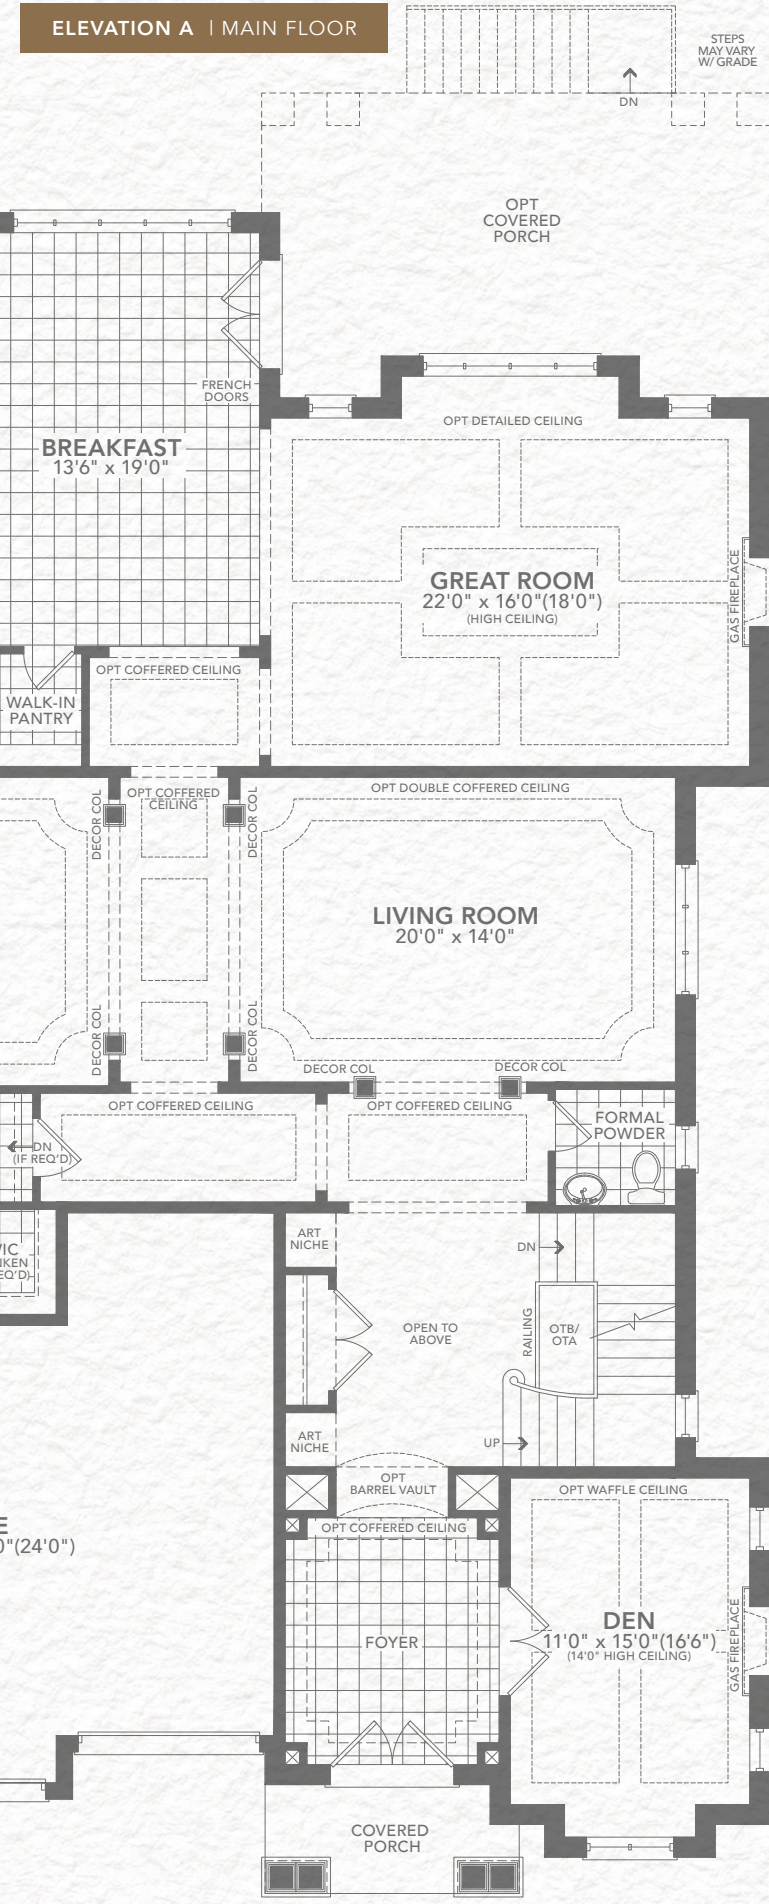 ELEVATION A | MAIN FLOOR
STEPS
MAY VARY
W/ GRADE
DN
OPT
COVERED
PORCH
FRENCH
DOORS
OPT DETAILED CEILING
BREAKFAST
13'6" x 19'0"
GREAT ROOM
22'0" x 16'0"(18'0")
(HIGH CEILING)
GAS FIREPLACE
OPT COFFERED CEILING
WALK-IN
PANTRY
OPT COFFERED
CEILING
OPT DOUBLE COFFERED CEILING
DECOR COL
DECOR COL
LIVING ROOM
20'0" x 14'0"
DECOR COL
DECOR COL
DECOR COL
DECOR COL
OPT COFFERED CEILING
OPT COFFERED CEILING
FORMAL
POWDER
DN
(IF REQ'D)
ART
NICHE
DN
OPEN TO
ABOVE
RAILING
OTB/
OTA
ART
NICHE
UP
OPT
BARREL VAULT
OPT WAFFLE CEILING
OPT COFFERED CEILING
0"(24'0")
FOYER
DEN
11'0" x 15'0"(16'6")
(14'0" HIGH CEILING)
GAS FIREPLACE
COVERED
PORCH